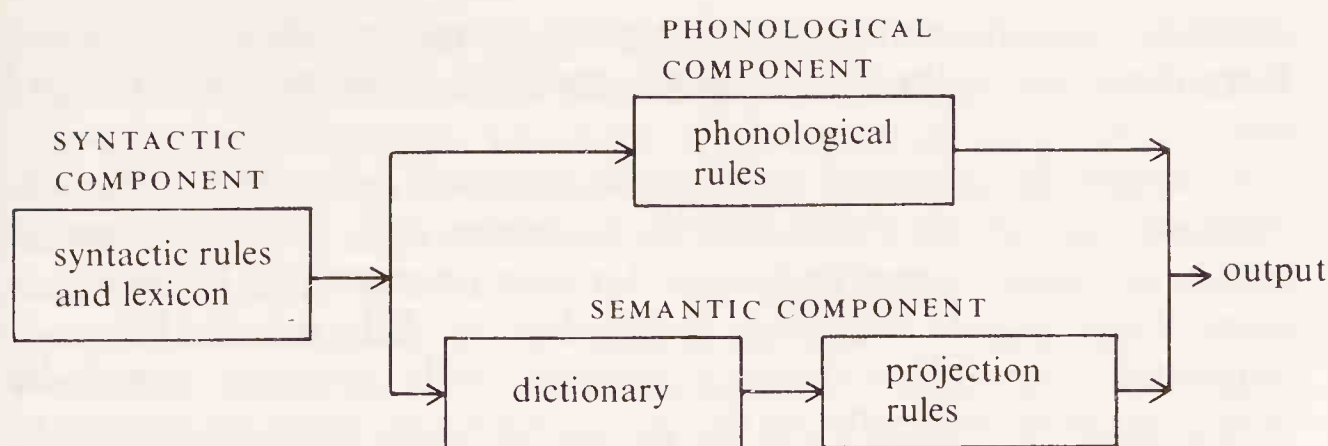 PHONOLOGICAL
COMPONENT
phonological
rules
SYNTACTIC
COMPONENT
syntactic rules
and lexicon
output
SEMANTIC COMPONENT
dictionary
projection
rules